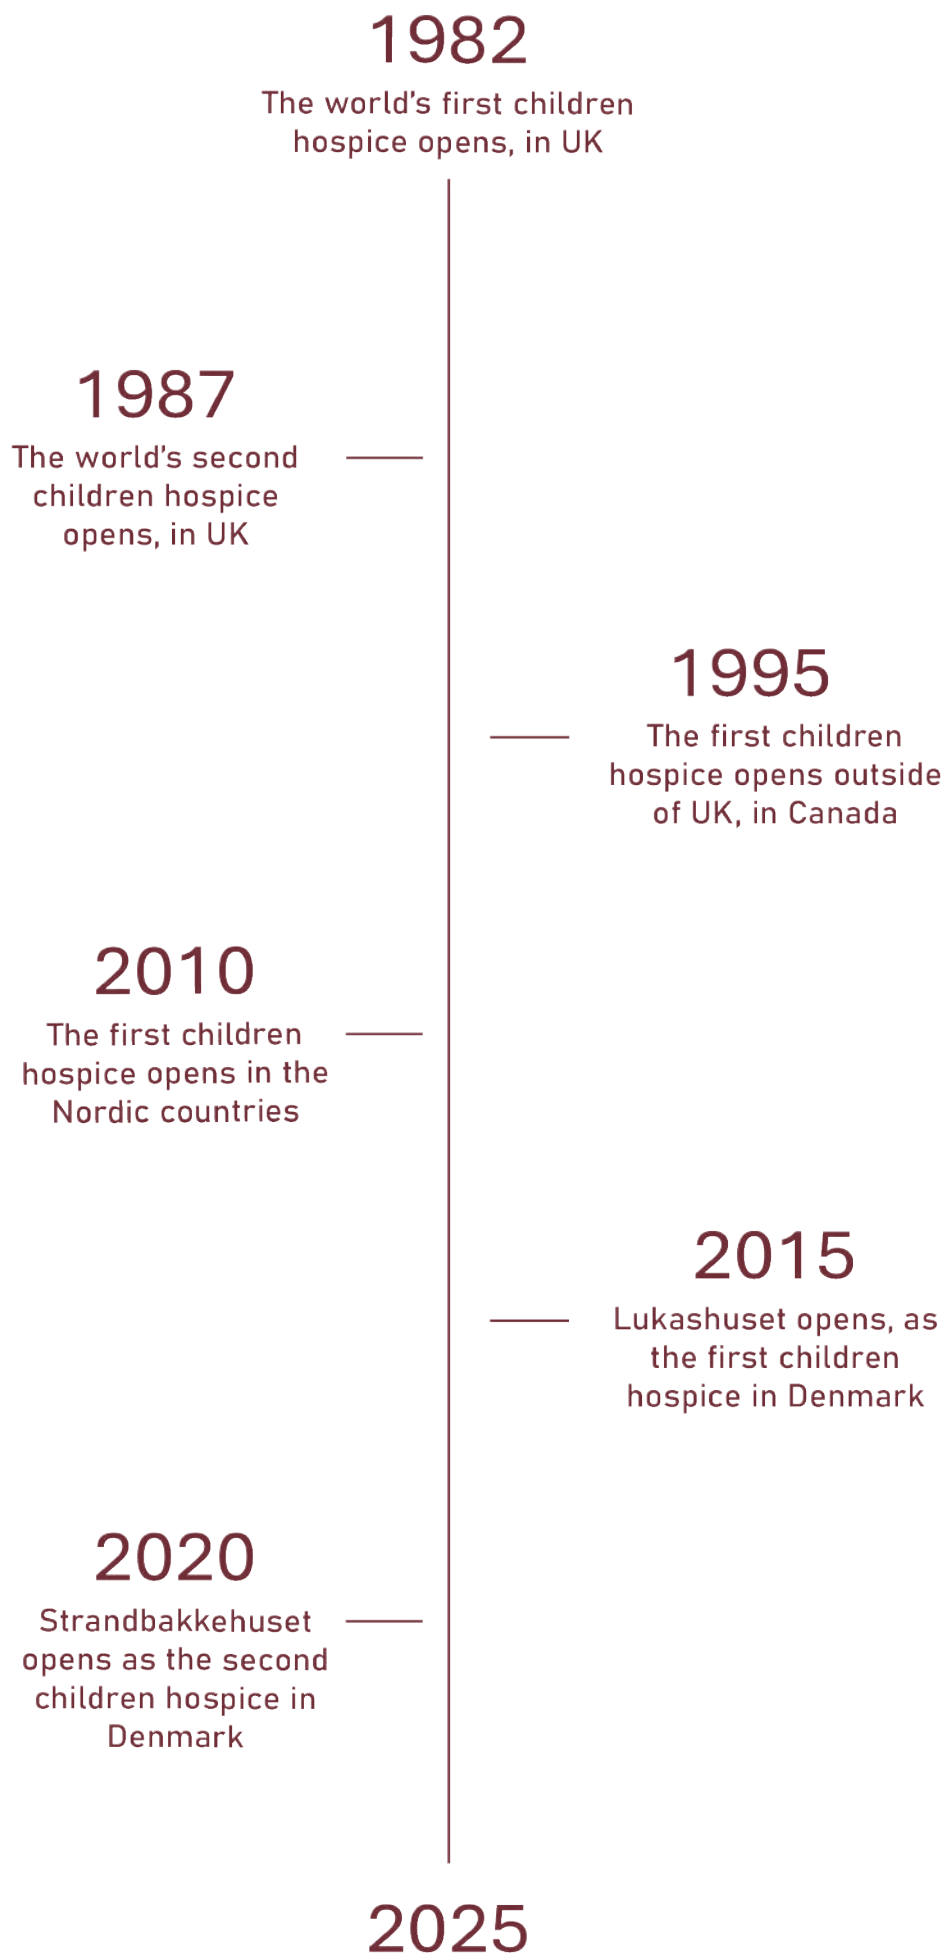 1982
The world's first children
hospice opens, in UK
1987
The world's second
children hospice
opens, in UK
1995
The first children
hospice opens outside
of UK, in Canada
2010
The first children
hospice opens in the
Nordic countries
2015
Lukashuset opens, as
the first children
hospice in Denmark
2020
Strandbakkehuset
opens as the second
children hospice in
Denmark
2025